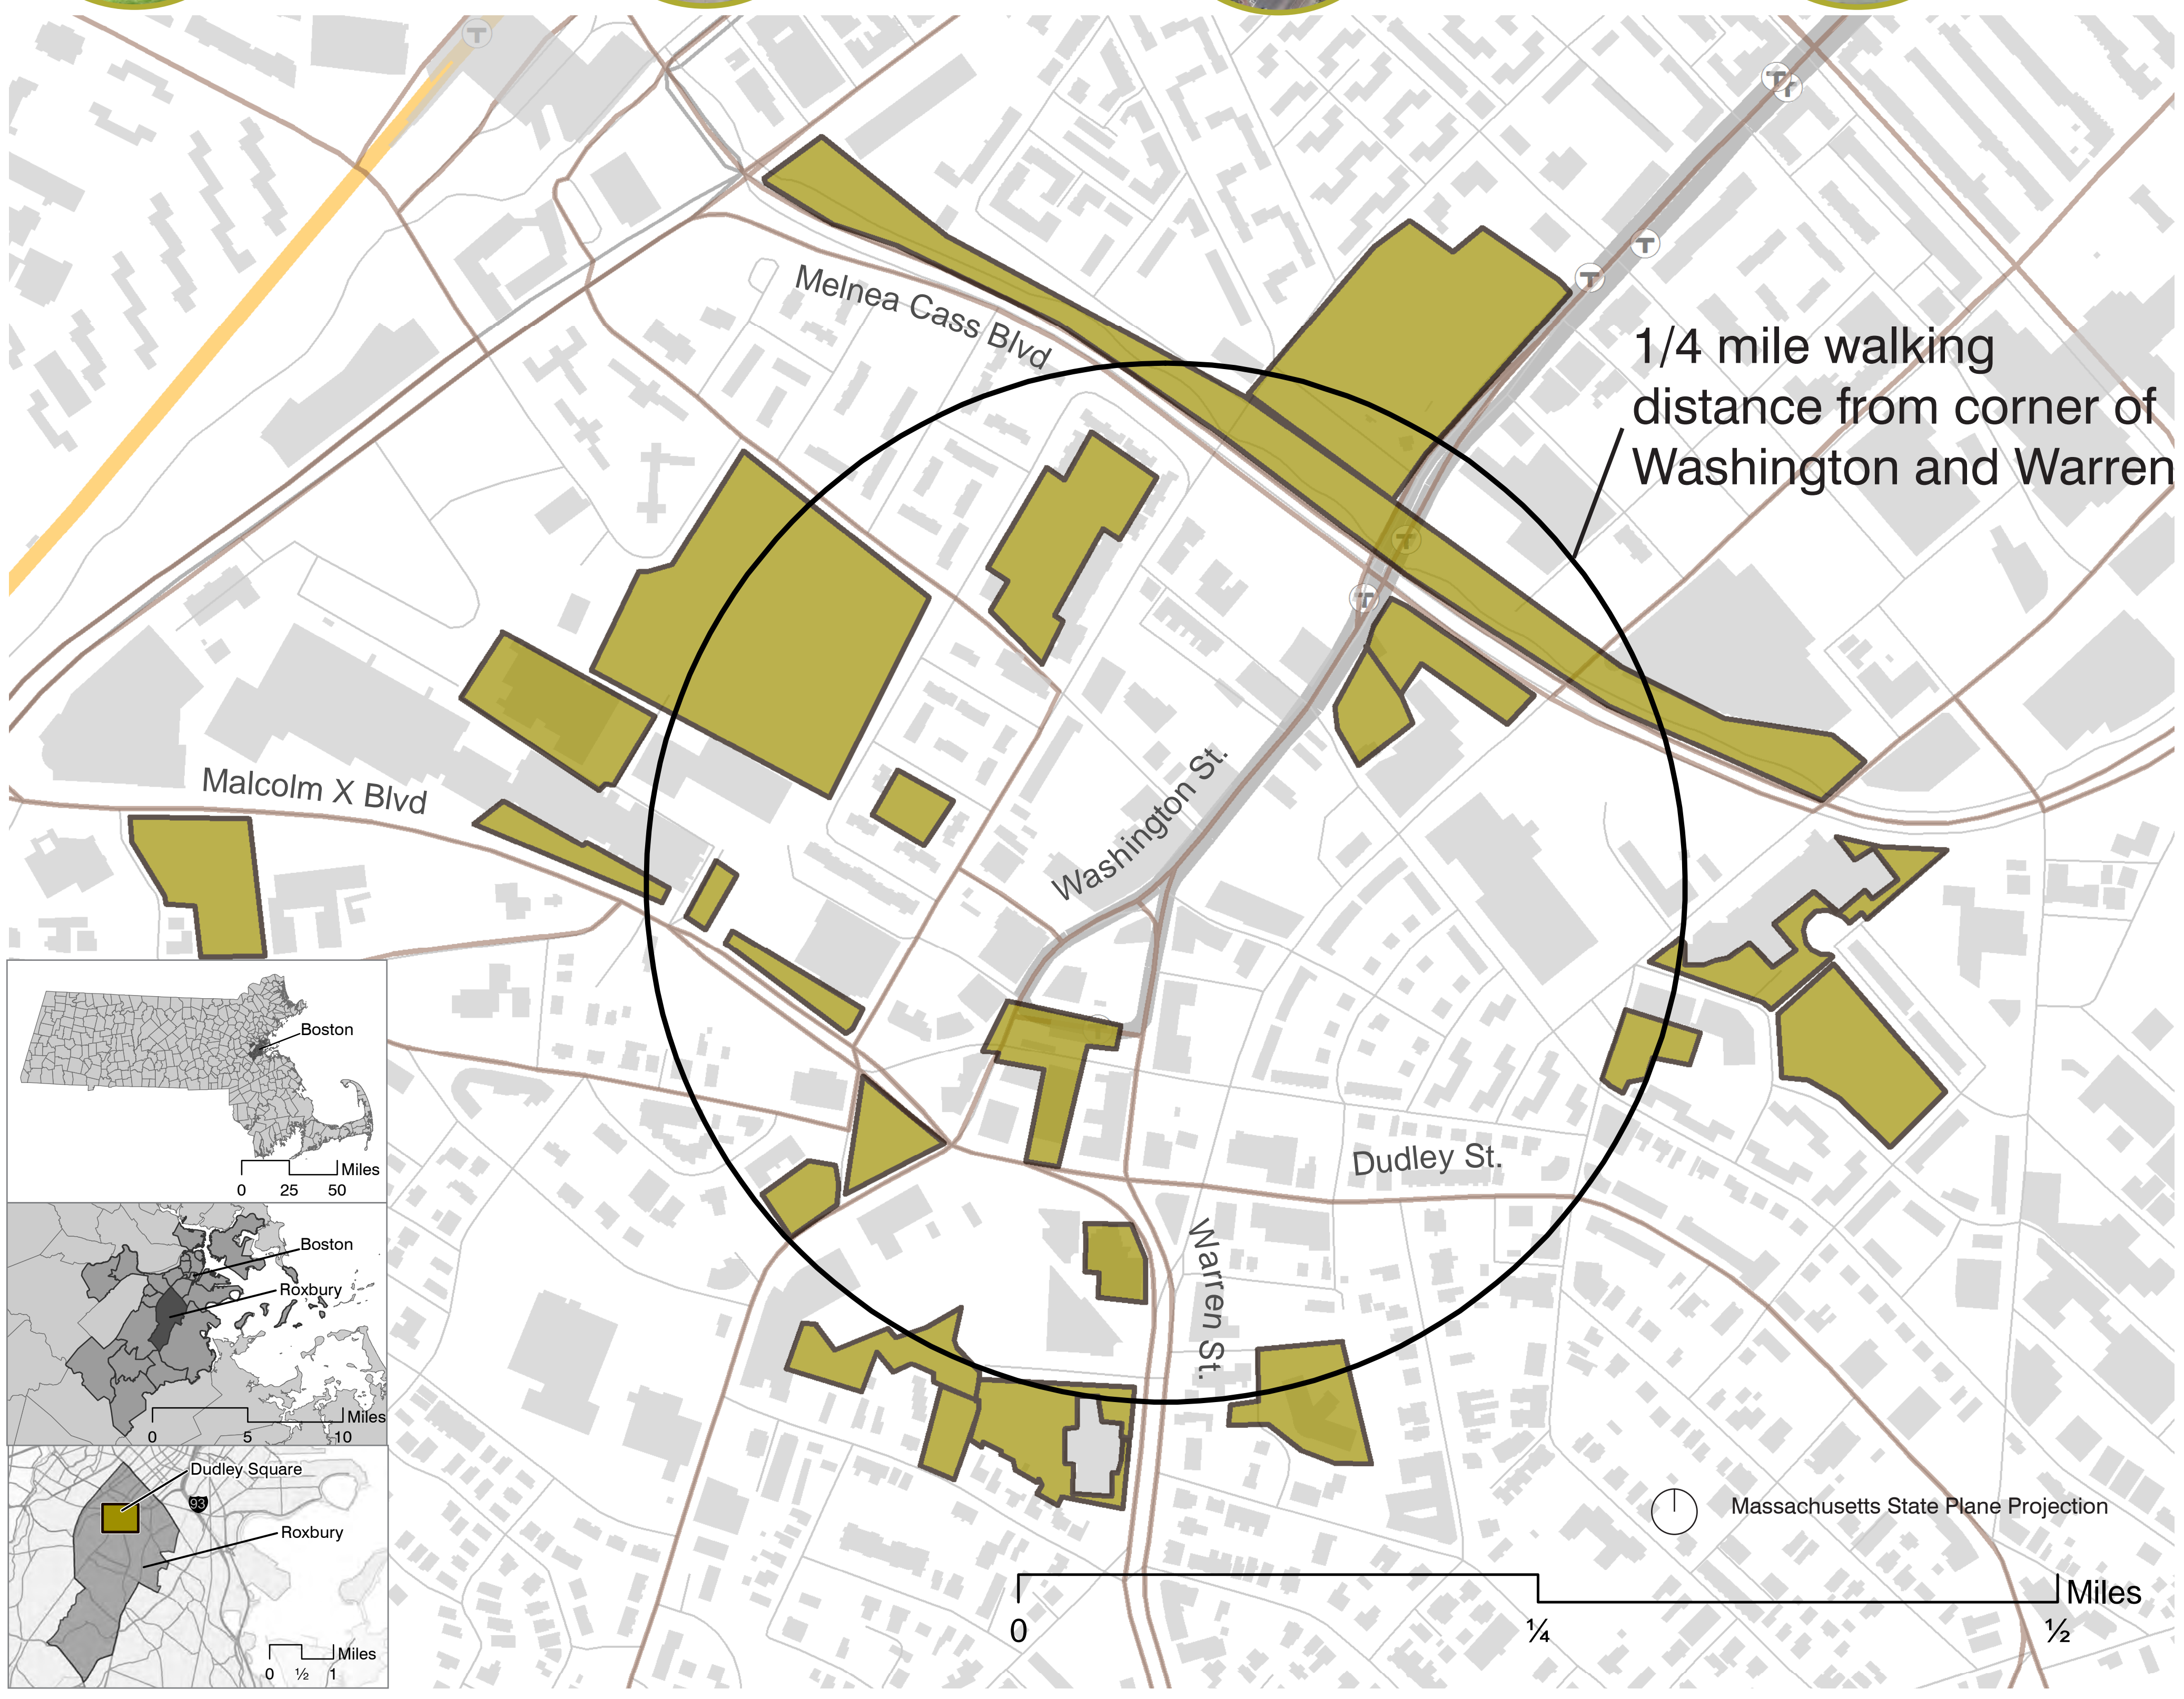 T
T
T
T
T
1/4 mile walking
distance from corner of
Washington and Warren
Melnea Cass Blvd
T
T
Washington St.
Malcolm X Blvd
Boston
Miles
0 25 50
Dudley St.
Warren St.
Boston
Roxbury
Miles
0 5 10
Dudley Square
93
Roxbury
Miles
0 ½ 1
Massachusetts State Plane Projection
Miles
0 ¼ ½